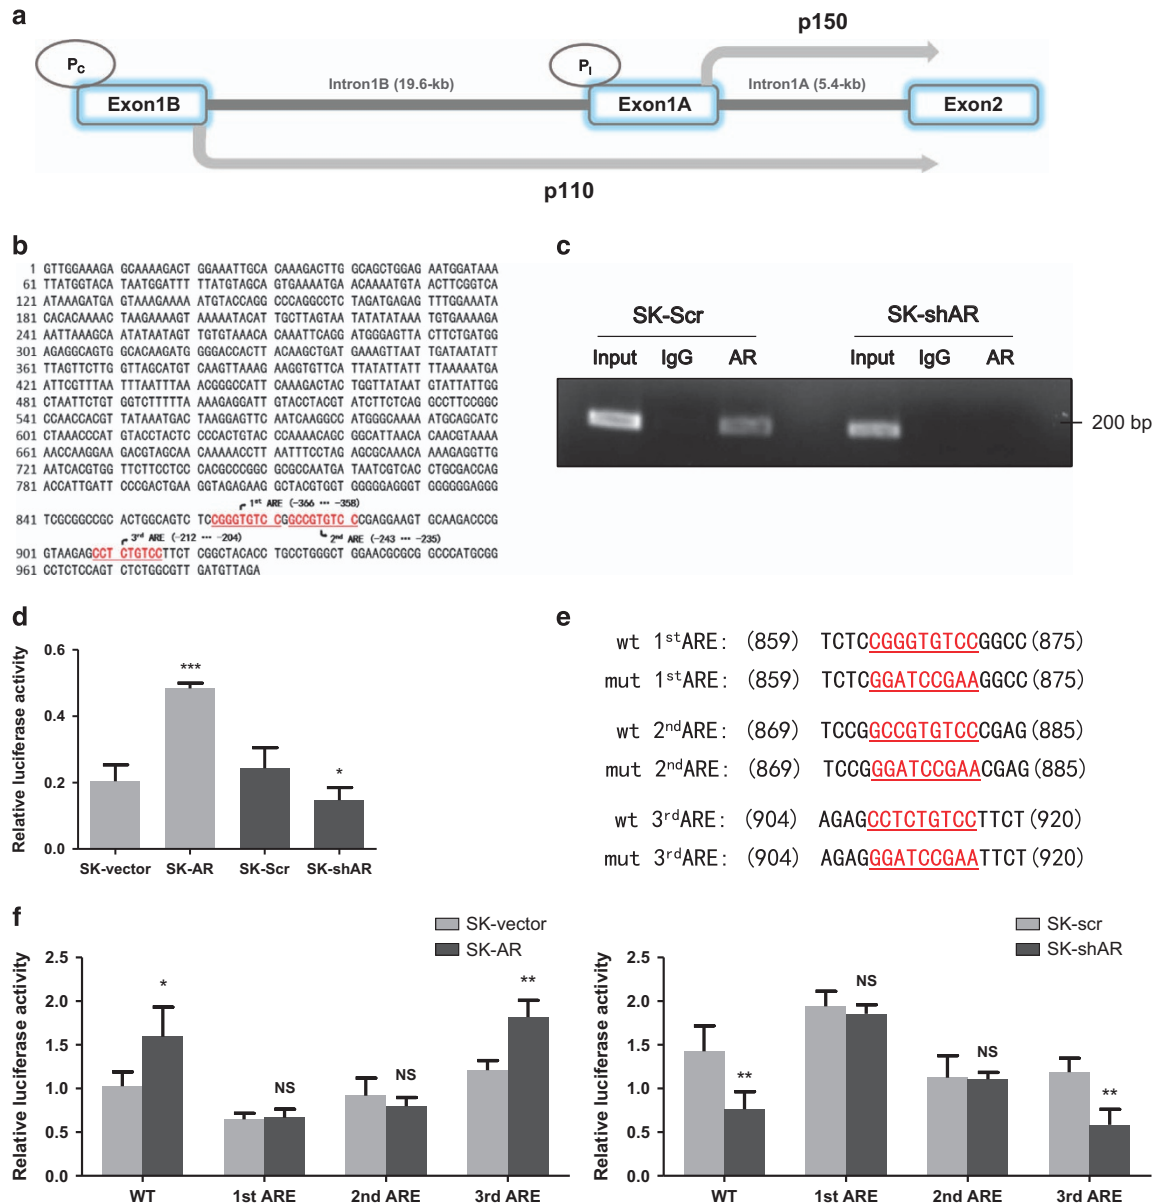 a
p150
P_C
P_I
Exon1B
Intron1B (19.6-kb)
Exon1A
Intron1A (5.4-kb)
Exon2
p110
b
1 GTTGGAAAGA GCAAAAGACT GGAAATTGCA CAAAGACTTG GCAGCTGGAG AATGGATAAA
61 TTATGGTACA TAATGGATTT TTATGTAGCA GTGAAAATGA ACAAAATGTA ACTTCGGTCA
121 ATAAAGATGA GTAAAGAAAA ATGTACCAGG CCCAGGCCTC TAGATGAGAG TTTGGAAATA
181 CACACAAAAC TAAGAAAAGT AAAAATACAT TGCTTAGTAA TATATATAAA TGTGAAAAGA
241 AATTAAAGCA ATATAATAGT TGTGTAAACA CAAATTCAGG ATGGGAGTTA CTTCTGATGG
301 AGAGGCAGTG GCACAAGATG GGGACCACTT ACAAGCTGAT GAAAGTTAAT TGATAATATT
361 TTAGTTCTTG GTTAGCATGT CAAGTTAAAG AAGGTGTTCA TTATATTATT TTAAAAATGA
421 ATTCGTTTAA TTTAATTTAA ACGGGCCATT CAAAGACTAC TGGTTATAAT GTATTATTGG
481 CTAATTCTGT GGTCTTTTTA AAAGAGGATT GTACCTACGT ATCTTCTCAG GCCTTCCGGC
541 CCAACCACGT TATAAATGAC TAAGGAGTTC AATCAAGGCC ATGGGCAAAA ATGCAGCATC
601 CTAAACCCAT GTACCTACTC CCCACTGTAC CCAAAACAGC GGCATTAACA CAACGTAAAA
661 AACCAAGGAA GACGTAGCAA CAAAAACCTT AATTTCCTAG AGCGCAAACA AAAGAGGTTG
721 AATCACGTGG TTCTTCCTCC CACGCCCGGC GCGCCAATGA TAATCGTCAC CTGCGACCAG
781 ACCATTGATT CCCGACTGAA GGTAGAGAAG GCTACGTGGT GGGGGAGGGT GGGGGGAGGG
1st ARE (-366 ··· -358)
841 TCGCGGCCGC ACTGGCAGTC TCCGGGTGTCC GGCCGTGTCC CCGAGGAAGT GCAAGACCCG
3rd ARE (-212 ··· -204)
2nd ARE (-243 ··· -235)
901 GTAAGAGCCT CTGTCCTTCT CGGCTACACC TGCCTGGGCT GGAACGCGCG GCCCATGCGG
961 CCTCTCCAGT CTCTGGCGTT GATGTTAGA
c
SK-Scr
SK-shAR
Input IgG AR Input IgG AR
200 bp
d
Relative luciferase activity
0.6
0.4
0.2
0.0
***
*
SK-vector SK-AR SK-Scr SK-shAR
e
wt 1stARE: (859) TCTCCGGGTGTCCGGCC(875)
mut 1stARE: (859) TCTCGGATCCGAAGGCC(875)
wt 2ndARE: (869) TCCGGCCGTGTCCCGAG(885)
mut 2ndARE: (869) TCCGGGATCCGAACGAG(885)
wt 3rdARE: (904) AGAGCCTCTGTCCTTCT(920)
mut 3rdARE: (904) AGAGGGATCCGAATTCT(920)
f
SK-vector
SK-AR
Relative luciferase activity
2.5
2.0
1.5
1.0
0.5
0.0
*
NS
NS
**
WT 1st ARE 2nd ARE 3rd ARE
SK-scr
SK-shAR
Relative luciferase activity
2.5
2.0
1.5
1.0
0.5
0.0
**
NS
NS
**
WT 1st ARE 2nd ARE 3rd ARE